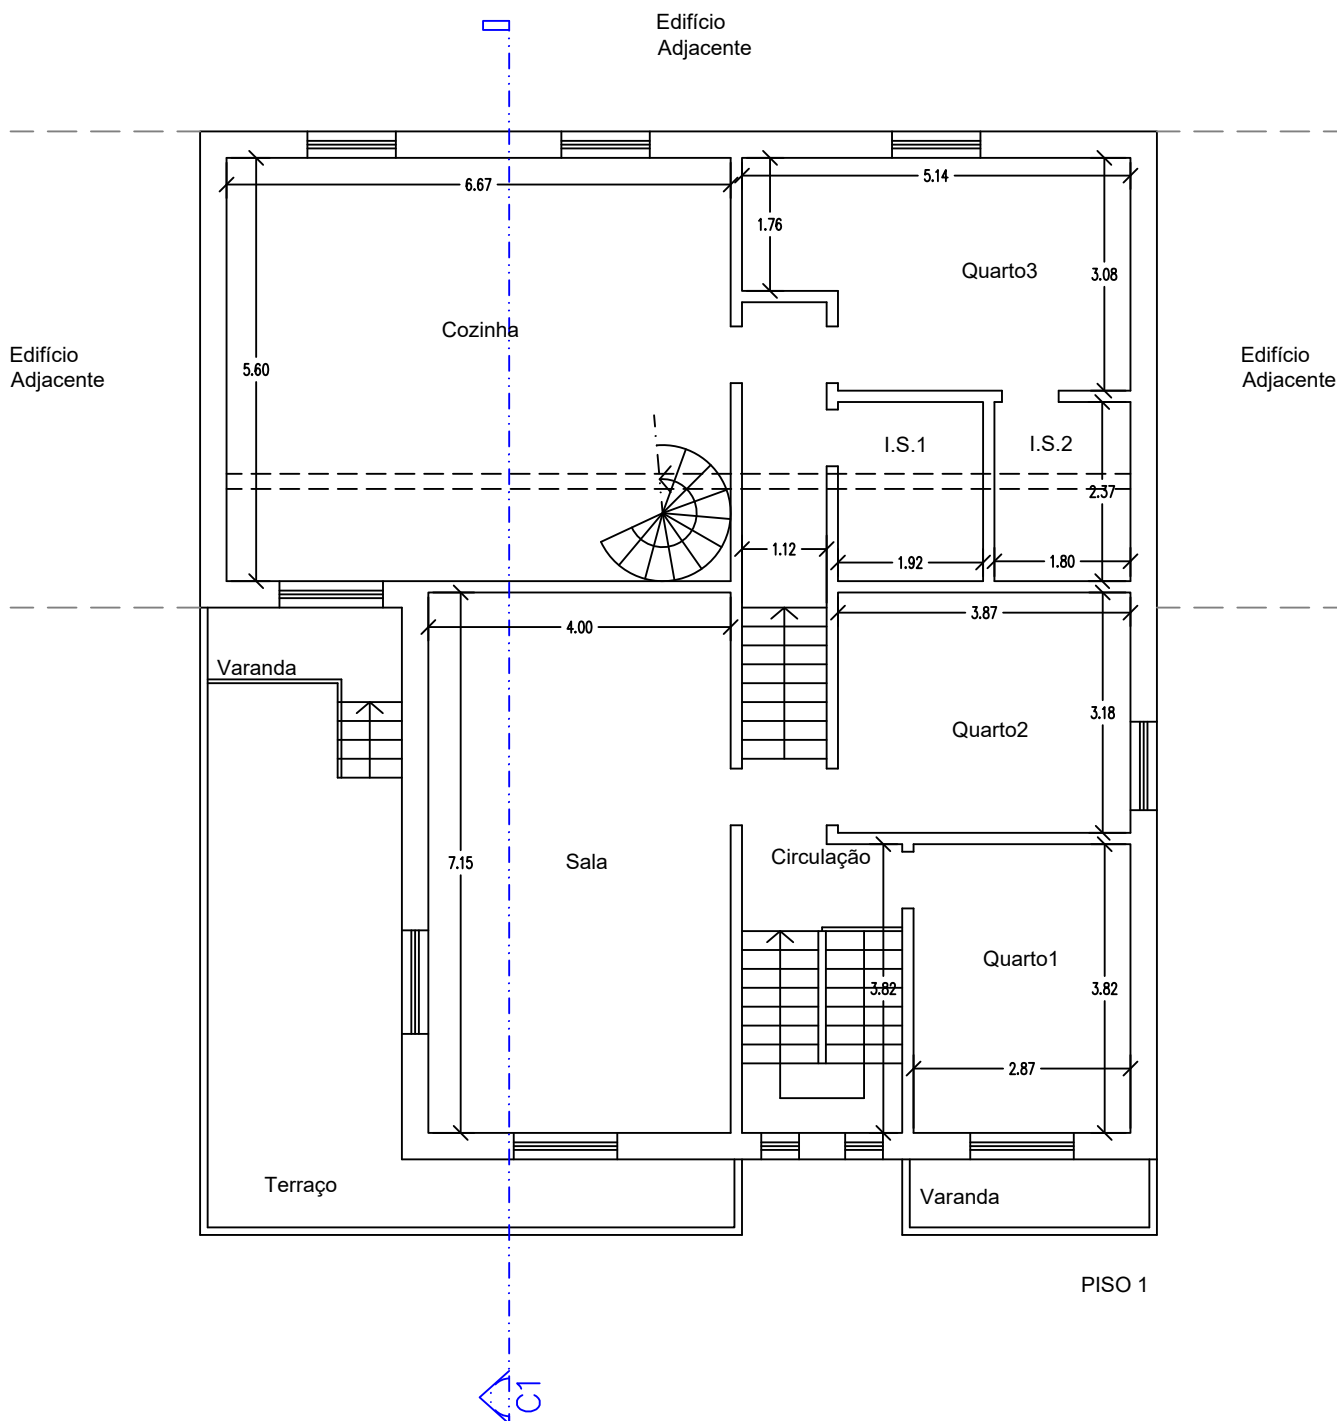 Edifício
Adjacente
6.67
5.14
1.76
Quarto3
3.08
Cozinha
Edifício
Adjacente
Edifício
Adjacente
5.60
I.S.1
I.S.2
2.37
1.12
1.92
1.80
4.00
3.87
Varanda
3.18
Quarto2
7.15
Sala
Circulação
Quarto1
3.82
3.82
2.87
Terraço
Varanda
PISO 1
C1